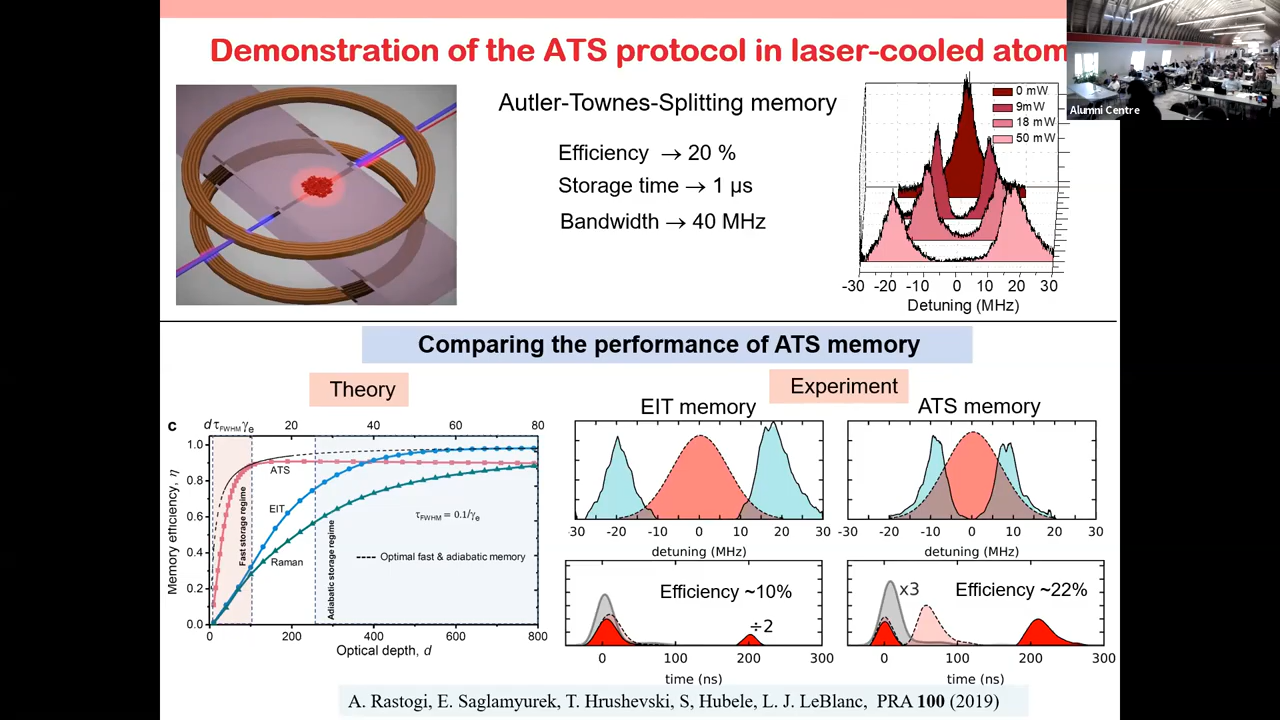 Demonstration of the ATS protocol in laser-cooled atom
Alumni Centre
Autler-Townes-Splitting memory
Efficiency → 20 %
Storage time → 1 μs
Bandwidth → 40 MHz
0 mW
9mW
18 mW
50 mW
-30 -20 -10 0 10 20 30
Detuning (MHz)
Comparing the performance of ATS memory
Theory
Experiment
c
dτFWHMγe 20 40 60 80
1.0
0.8
0.6
0.4
0.2
0.0
Memory efficiency, η
ATS
EIT
Raman
Fast storage regime
Adiabatic storage regime
τFWHM = 0.1/γe
Optimal fast & adiabatic memory
0 200 400 600 800
Optical depth, d
EIT memory
-30 -20 -10 0 10 20 30
detuning (MHz)
Efficiency ~10%
÷2
0 100 200 300
time (ns)
ATS memory
-30 -20 -10 0 10 20 30
detuning (MHz)
x3
Efficiency ~22%
0 100 200 300
time (ns)
A. Rastogi, E. Saglamyurek, T. Hrushevski, S, Hubele, L. J. LeBlanc, PRA 100 (2019)